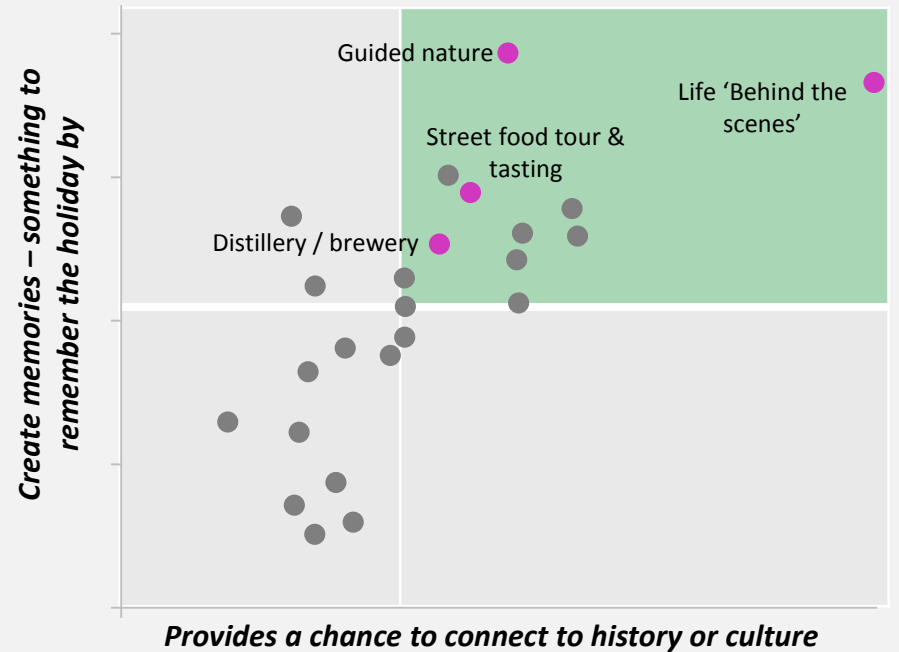 Create memories – something to
remember the holiday by
Guided nature
Life ‘Behind the
scenes’
Street food tour &
tasting
Distillery / brewery
Provides a chance to connect to history or culture